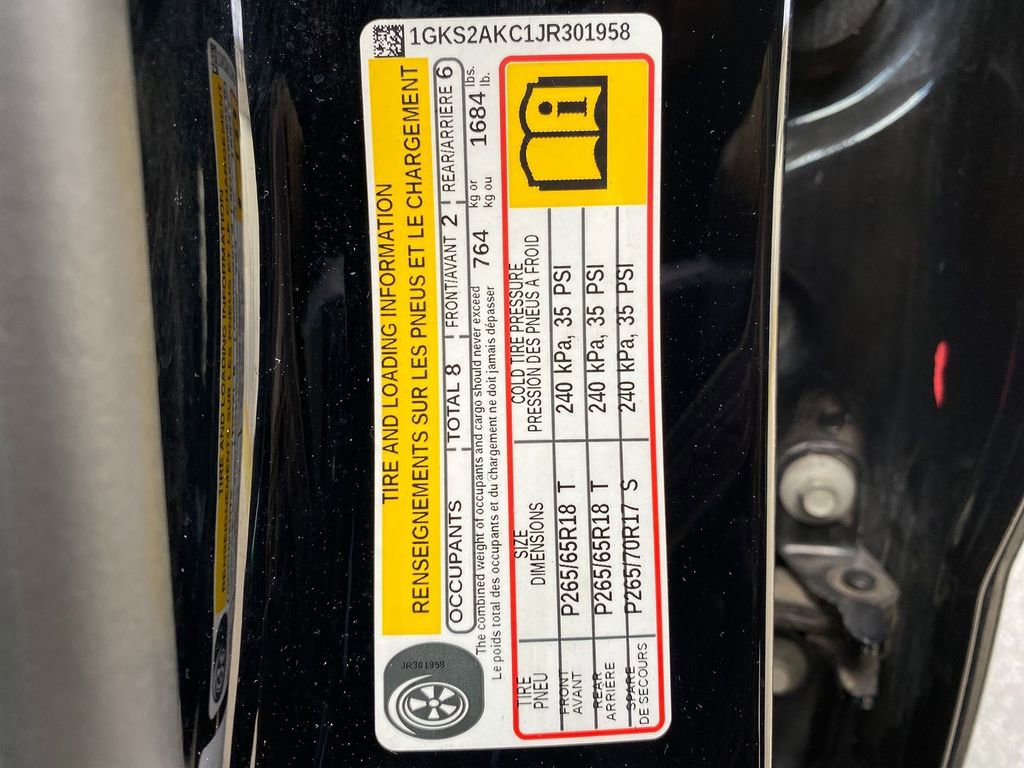 1GKS2AKC1JR301958
TIRE AND LOADING INFORMATION
RENSEIGNEMENTS SUR LES PNEUS ET LE CHARGEMENT
OCCUPANTS TOTAL 8 FRONT/AVANT 2 REAR/ARRIERE 6
The combined weight of occupants and cargo should never exceed 764 kg or 1684 lbs.
Le poids total des occupants et du chargement ne doit jamais dépasser kg ou lb.
TIRE SIZE COLD TIRE PRESSURE
PNEU DIMENSIONS PRESSION DES PNEUS À FROID
FRONT
AVANT P265/65R18 T 240 kPa, 35 PSI
REAR
ARRIERE P265/65R18 T 240 kPa, 35 PSI
SPARE
DE SECOURS P265/70R17 S 240 kPa, 35 PSI
JR301958